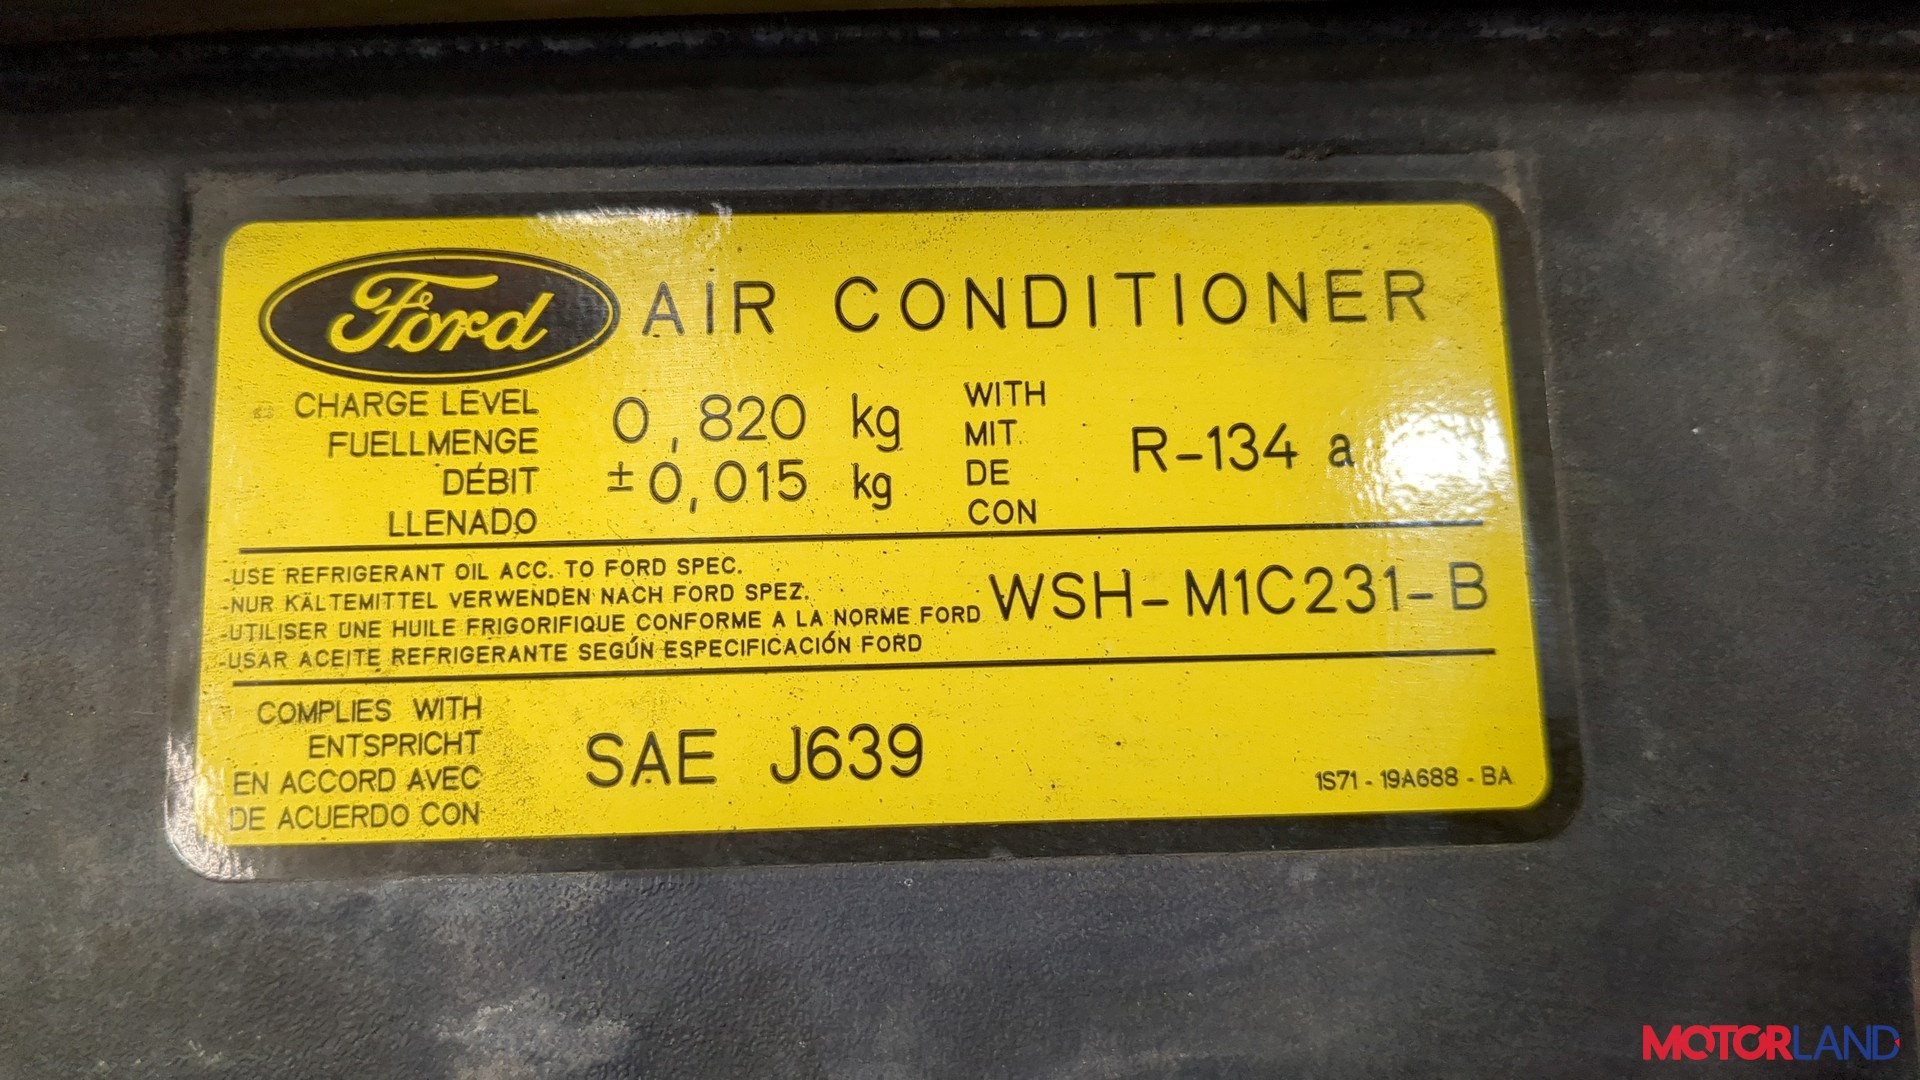 Ford AIR CONDITIONER
CHARGE LEVEL
FUELLMENGE
DÉBIT
LLENADO
0,820 kg
±0,015 kg
WITH
MIT
DE
CON
R-134 a
-USE REFRIGERANT OIL ACC. TO FORD SPEC.
-NUR KÄLTEMITTEL VERWENDEN NACH FORD SPEZ.
-UTILISER UNE HUILE FRIGORIFIQUE CONFORME A LA NORME FORD
-USAR ACEITE REFRIGERANTE SEGÚN ESPECIFICACIÓN FORD
WSH-M1C231-B
COMPLIES WITH
ENTSPRICHT
EN ACCORD AVEC
DE ACUERDO CON
SAE J639
1S71 - 19A688 - BA
MOTORLAND